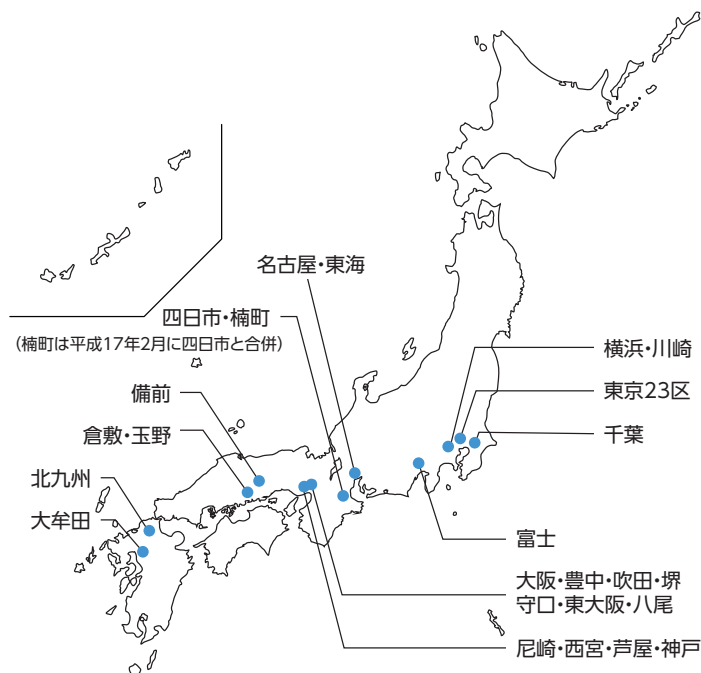 名古屋・東海
四日市・楠町
(楠町は平成17年2月に四日市と合併)
備前
倉敷・玉野
北九州
大牟田
横浜・川崎
東京23区
千葉
富士
大阪・豊中・吹田・堺
守口・東大阪・八尾
尼崎・西宮・芦屋・神戸